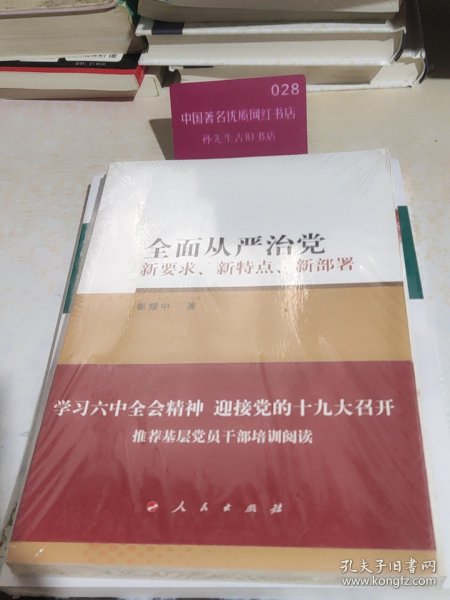 028
中国著名优质网红书店
孙先生古旧书店
全面从严治党
新要求、新特点、新部署
崔耀中 著
学习六中全会精神 迎接党的十九大召开
推荐基层党员干部培训阅读
人民出版社
孔夫子旧书网
www.kongfz.com